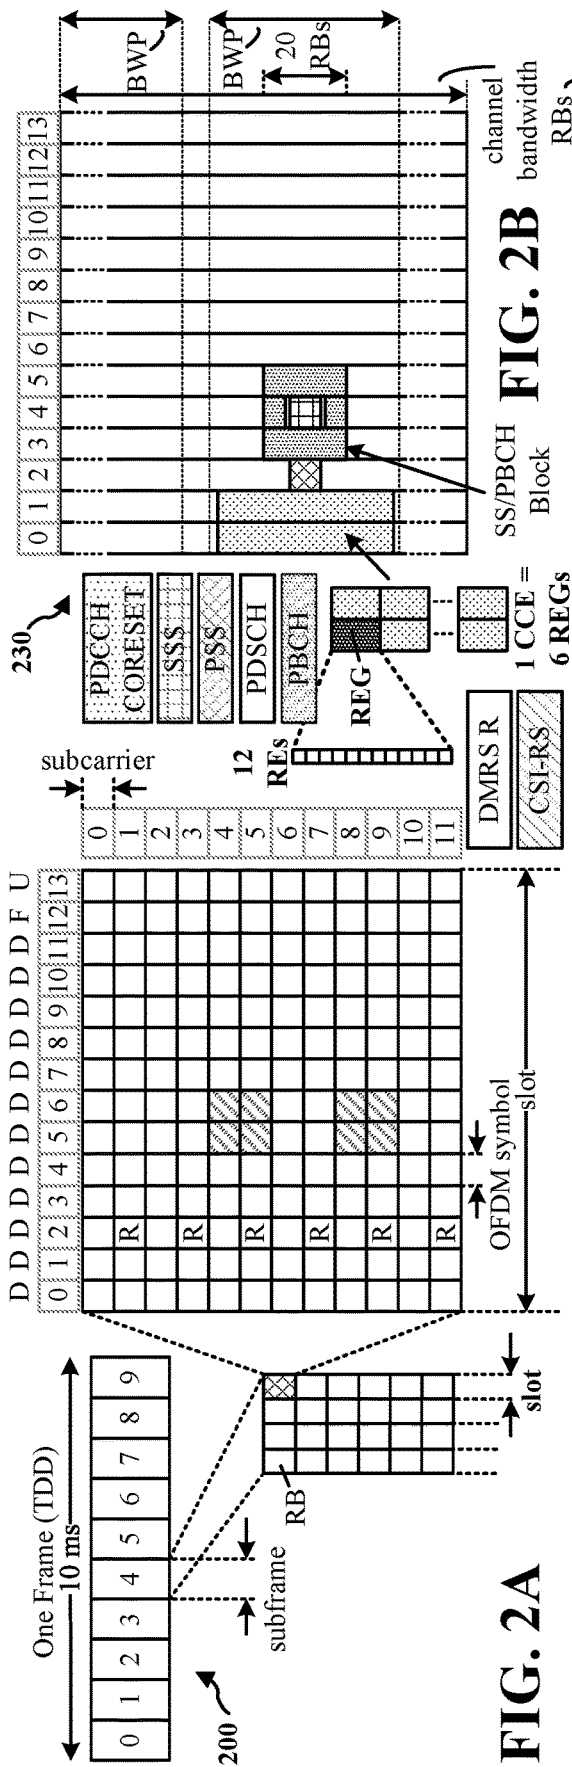 One Frame (TDD)
10 ms
0 1 2 3 4 5 6 7 8 9
subframe
200
RB
slot
FIG. 2A
D D D D D D D D D D D D F U
0 1 2 3 4 5 6 7 8 9 10 11 12 13
subcarrier
0
1
2
3
4
5
6
7
8
9
10
11
R
R
R
R
R
R
OFDM symbol
slot
230
PDCCH
CORESET
SSS
PSS
PDSCH
PBCH
12
REs
REG
1 CCE =
6 REGs
DMRS R
CSI-RS
0 1 2 3 4 5 6 7 8 9 10 11 12 13
BWP
BWP
20
RBs
SS/PBCH
Block
channel
bandwidth
RBs
FIG. 2B